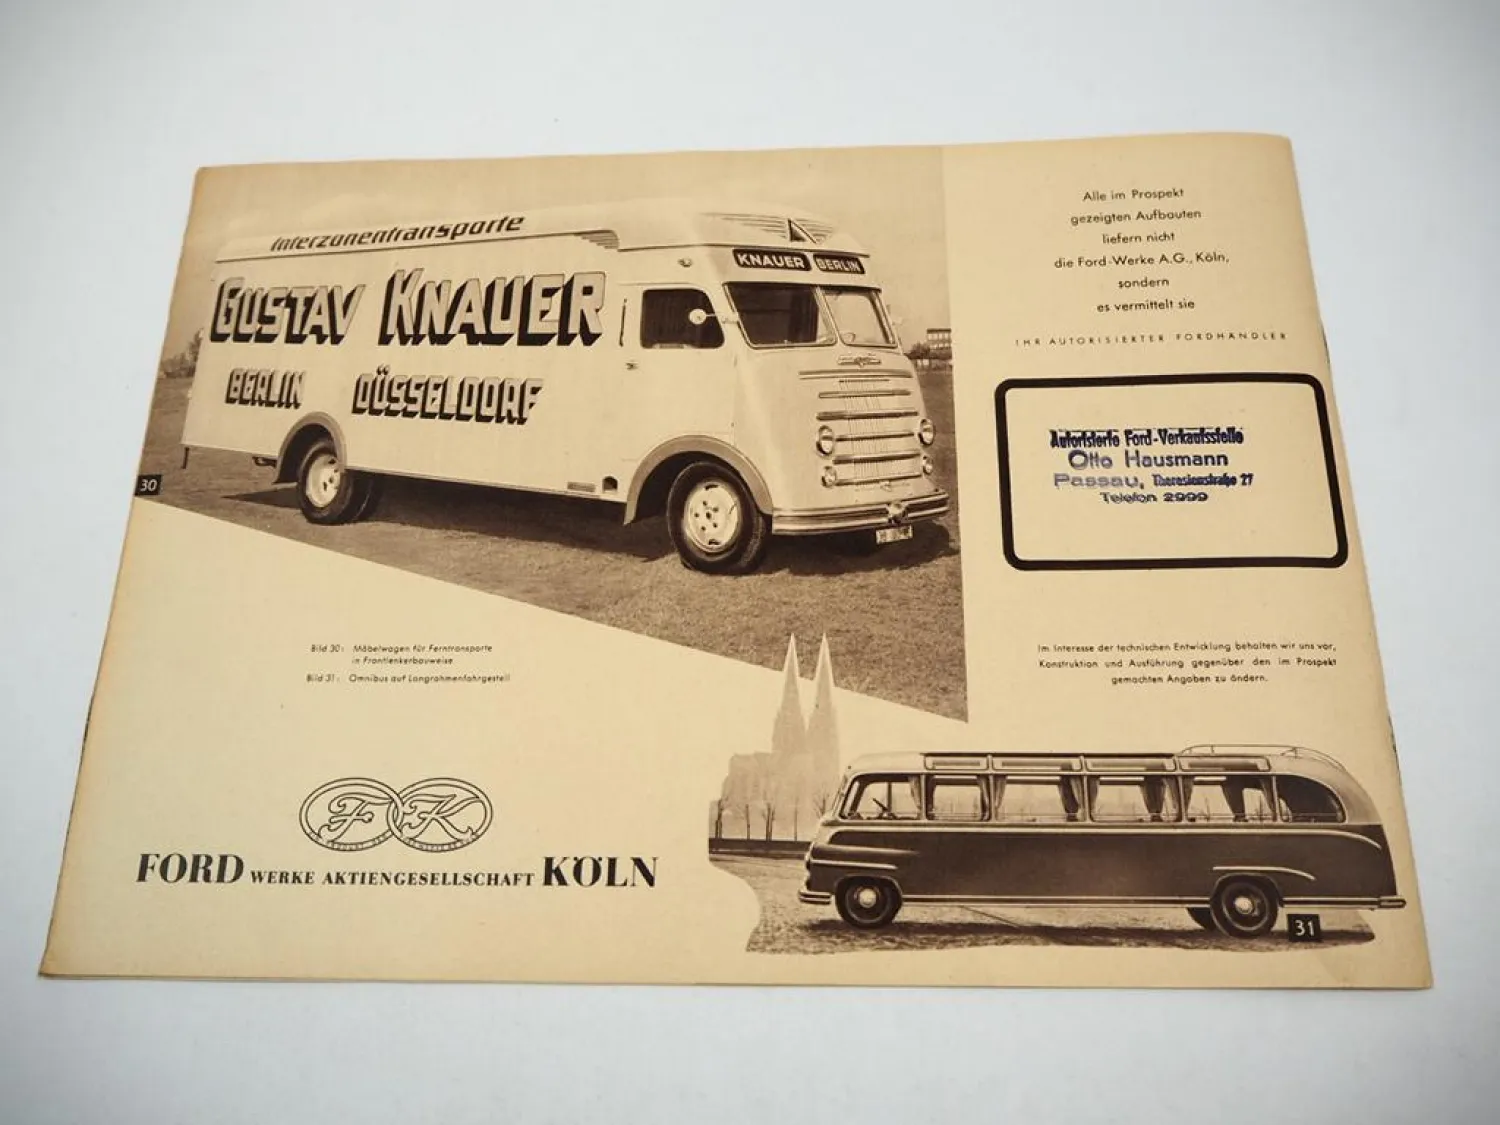 Interzonentransporte
KNAUER BERLIN
GUSTAV KNAUER
BERLIN DÜSSELDORF
30
Alle im Prospekt
gezeigten Aufbauten
liefern nicht
die Ford-Werke A.G., Köln,
sondern
es vermittelt sie
IHR AUTORISIERTER FORDHÄNDLER
Autorisierte Ford-Verkaufsstelle
Otto Hausmann
Passau, Theresienstraße 27
Telefon 2999
Bild 30: Möbelwagen für Ferntransporte
in Frontlenkerbauweise
Bild 31: Omnibus auf Langrahmenfahrgestell
Im Interesse der technischen Entwicklung behalten wir uns vor,
Konstruktion und Ausführung gegenüber den im Prospekt
gemachten Angaben zu ändern.
FK
FORD WERKE AKTIENGESELLSCHAFT KÖLN
31